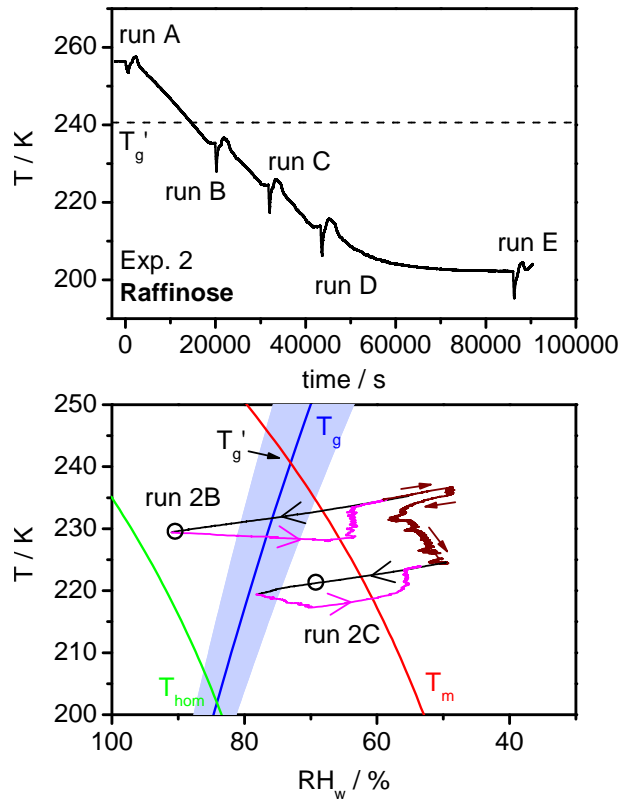 260
240
220
200
T / K
run A
T_g'
run B
run C
run D
run E
Exp. 2
Raffinose
0
20000
40000
60000
80000
100000
time / s
250
240
230
220
210
200
T / K
T_g'
T_g
run 2B
run 2C
T_hom
T_m
100
80
60
40
RH_w / %